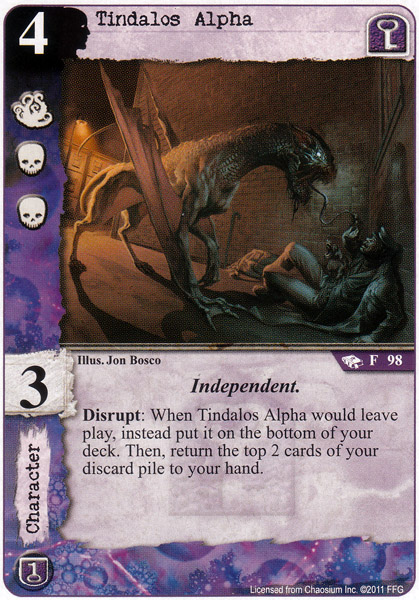 4
Tindalos Alpha
Illus. Jon Bosco
F 98
3
Independent.
Disrupt: When Tindalos Alpha would leave
play, instead put it on the bottom of your
deck. Then, return the top 2 cards of your
discard pile to your hand.
Character
1
Licensed from Chaosium Inc. ©2011 FFG